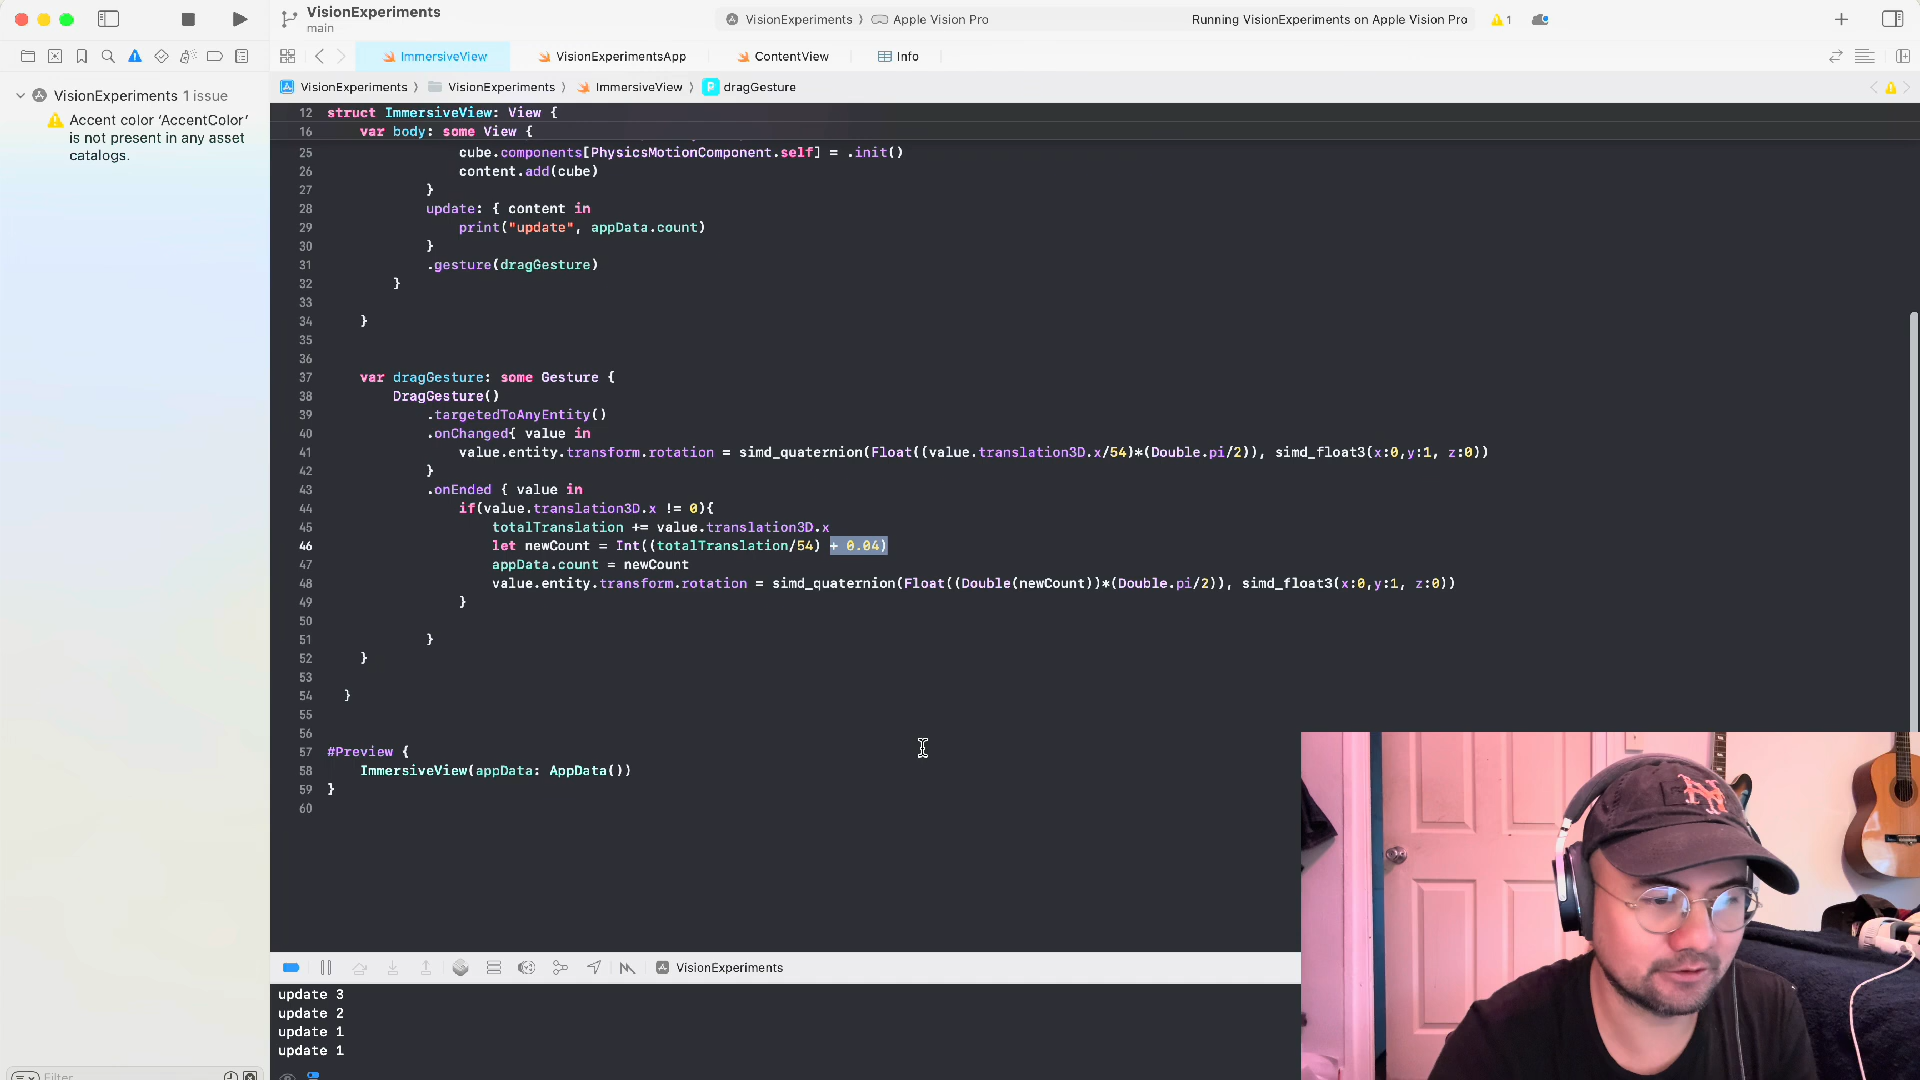 VisionExperiments
main
VisionExperiments
Apple Vision Pro
Running VisionExperiments on Apple Vision Pro
1
ImmersiveView
VisionExperimentsApp
ContentView
Info
VisionExperiments
VisionExperiments
ImmersiveView
P
dragGesture
VisionExperiments 1 issue
Accent color ‘AccentColor’
is not present in any asset
catalogs.
12 struct ImmersiveView: View {
16 var body: some View {
25 cube.components[PhysicsMotionComponent.self] = .init()
26 content.add(cube)
27 }
28 update: { content in
29 print("update", appData.count)
30 }
31 .gesture(dragGesture)
32 }
33
34 }
35
36
37 var dragGesture: some Gesture {
38 DragGesture()
39 .targetedToAnyEntity()
40 .onChanged{ value in
41 value.entity.transform.rotation = simd_quaternion(Float((value.translation3D.x/54)*(Double.pi/2)), simd_float3(x:0,y:1, z:0))
42 }
43 .onEnded { value in
44 if(value.translation3D.x != 0){
45 totalTranslation += value.translation3D.x
46 let newCount = Int((totalTranslation/54) + 0.04)
47 appData.count = newCount
48 value.entity.transform.rotation = simd_quaternion(Float((Double(newCount))*(Double.pi/2)), simd_float3(x:0,y:1, z:0))
49 }
50
51 }
52 }
53
54 }
55
56
57 #Preview {
58 ImmersiveView(appData: AppData())
59 }
60
VisionExperiments
update 3
update 2
update 1
update 1
Filter